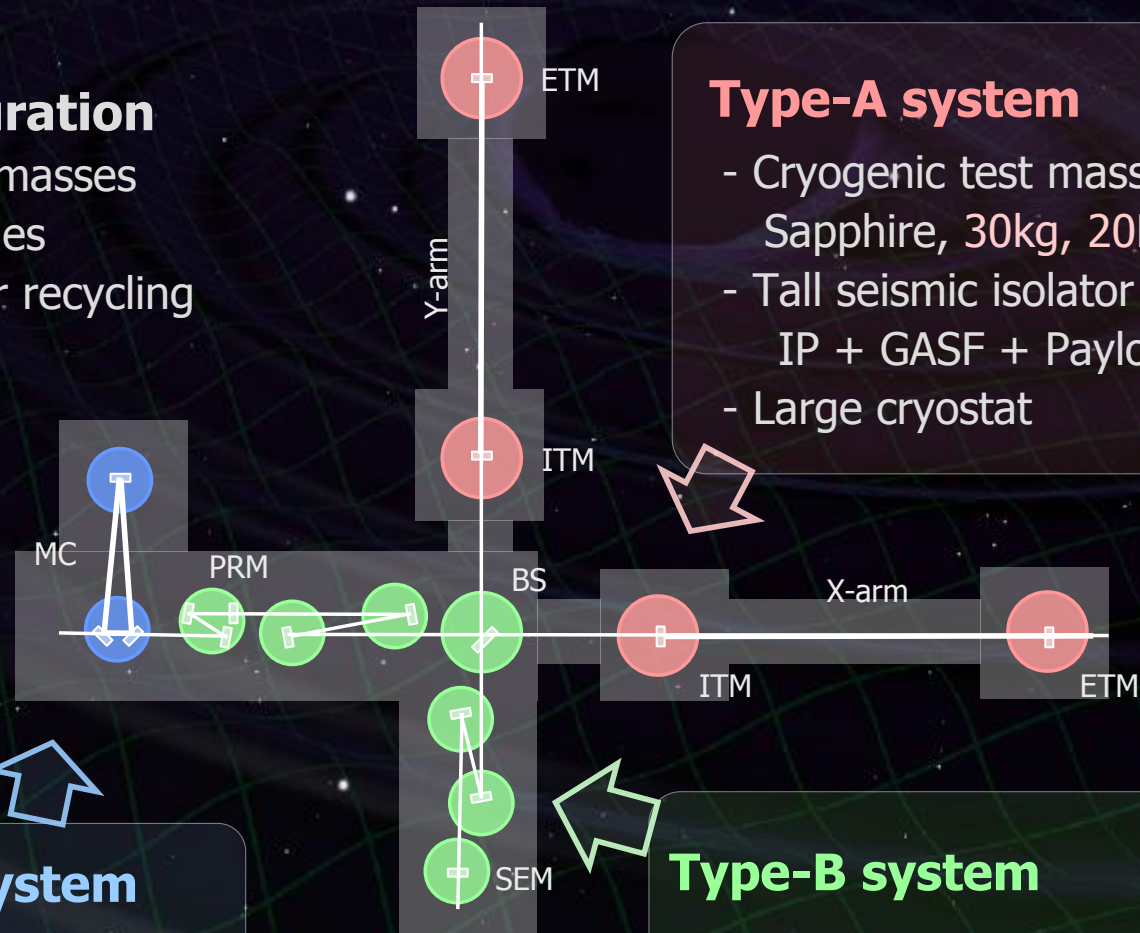 uration
masses
es
r recycling
ETM
Y-arm
ITM
Type-A system
- Cryogenic test mass
Sapphire, 30kg, 20
- Tall seismic isolator
IP + GASF + Paylo
- Large cryostat
MC
PRM
BS
X-arm
ITM
ETM
SEM
ystem
Type-B system